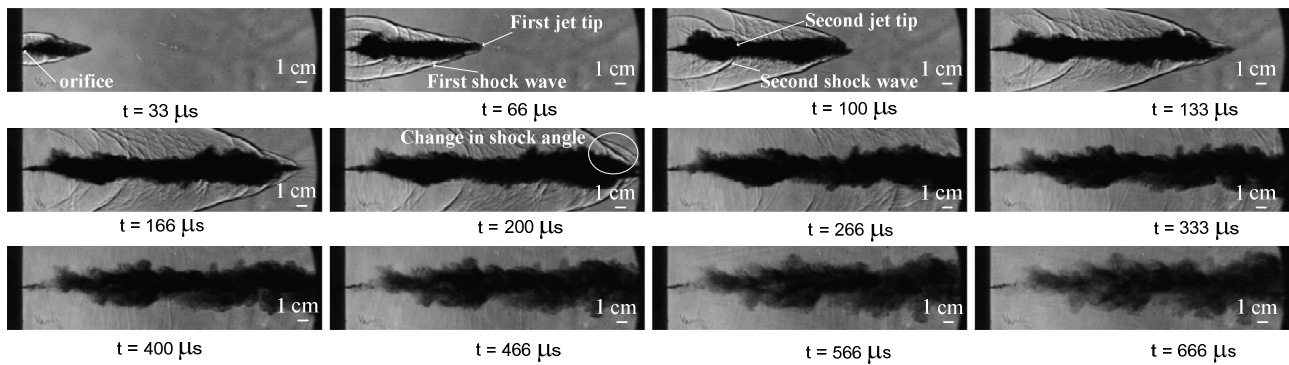 First jet tip
Second jet tip
orifice
1 cm
First shock wave
1 cm
Second shock wave
1 cm
1 cm
t = 33 μs
t = 66 μs
t = 100 μs
t = 133 μs
Change in shock angle
1 cm
1 cm
1 cm
1 cm
t = 166 μs
t = 200 μs
t = 266 μs
t = 333 μs
1 cm
1 cm
1 cm
1 cm
t = 400 μs
t = 466 μs
t = 566 μs
t = 666 μs